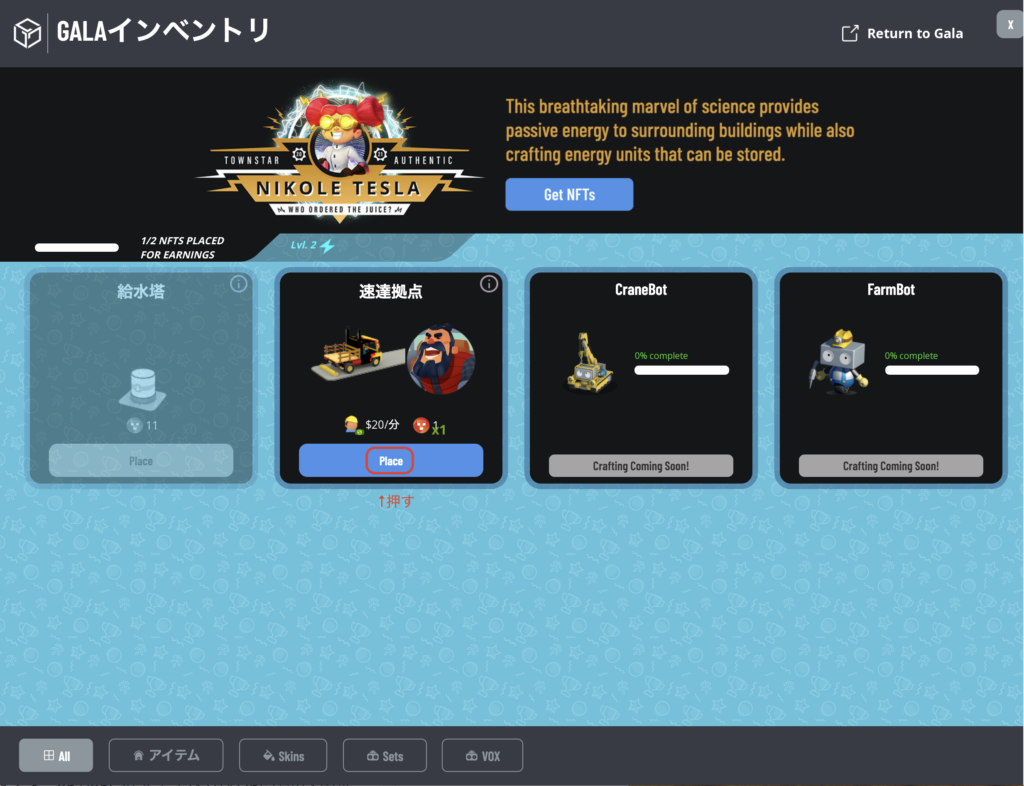 GALAインベントリ
Return to Gala
X
This breathtaking marvel of science provides
passive energy to surrounding buildings while also
crafting energy units that can be stored.
Get NFTs
TOWNSTAR 20 21 AUTHENTIC
NIKOLE TESLA
WHO ORDERED THE JUICE?
1/2 NFTS PLACED
FOR EARNINGS
Lvl. 2
給水塔
11
Place
速達拠点
$20/分
1
X1
Place
↑押す
CraneBot
0% complete
Crafting Coming Soon!
FarmBot
0% complete
Crafting Coming Soon!
All
アイテム
Skins
Sets
VOX